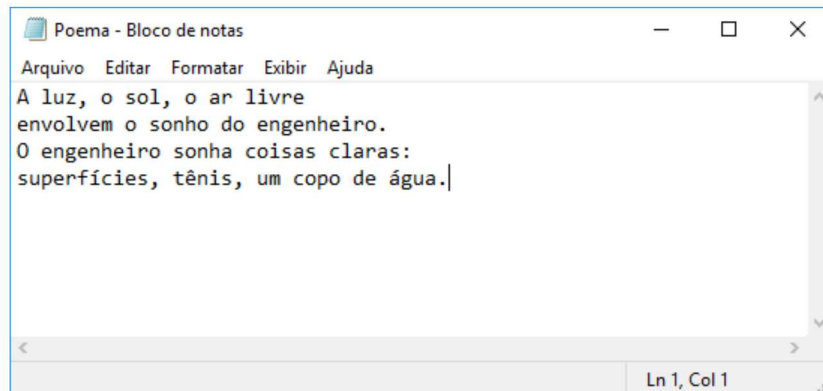 Poema - Bloco de notas
Arquivo Editar Formatar Exibir Ajuda
A luz, o sol, o ar livre
envolvem o sonho do engenheiro.
O engenheiro sonha coisas claras:
superfícies, tênis, um copo de água.
Ln 1, Col 1